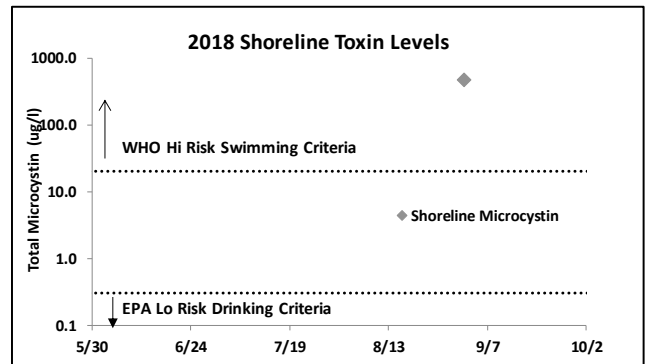 2018 Shoreline Toxin Levels
Total Microcystin (ug/l)
1000.0
100.0
10.0
1.0
0.1
WHO Hi Risk Swimming Criteria
Shoreline Microcystin
EPA Lo Risk Drinking Criteria
5/30 6/24 7/19 8/13 9/7 10/2